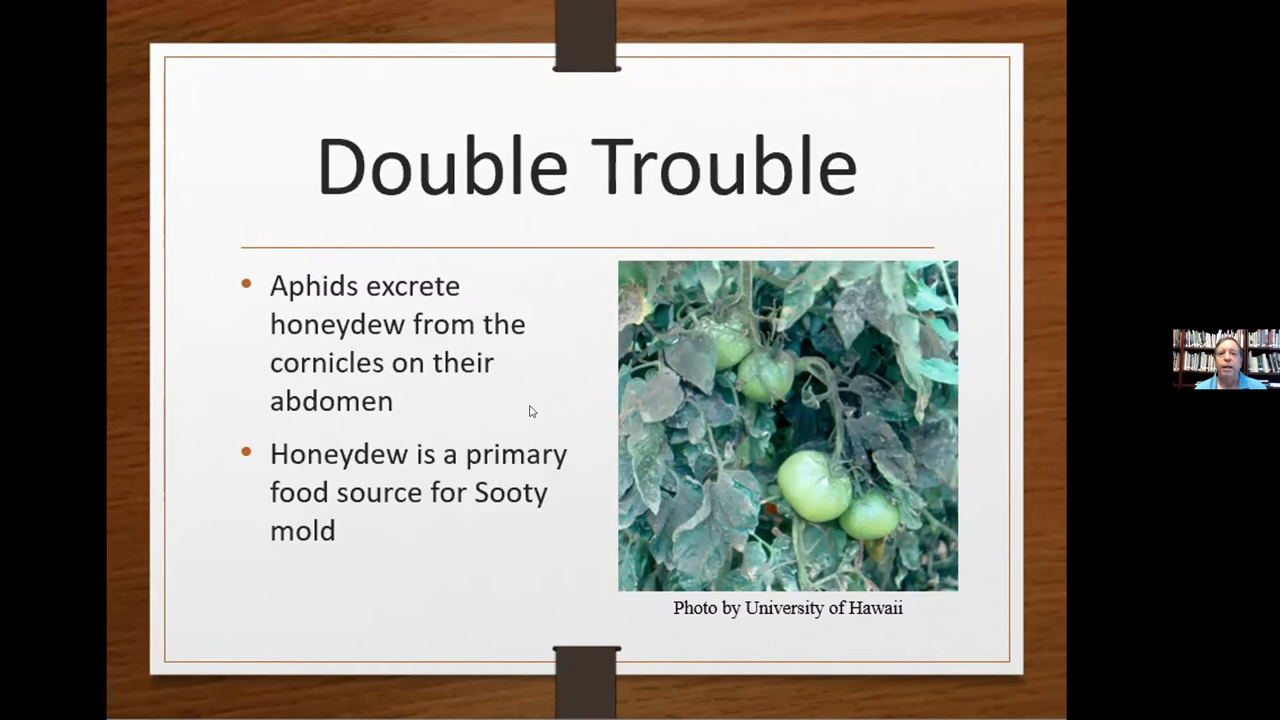 Double Trouble
Aphids excrete
honeydew from the
cornicles on their
abdomen
Honeydew is a primary
food source for Sooty
mold
Photo by University of Hawaii